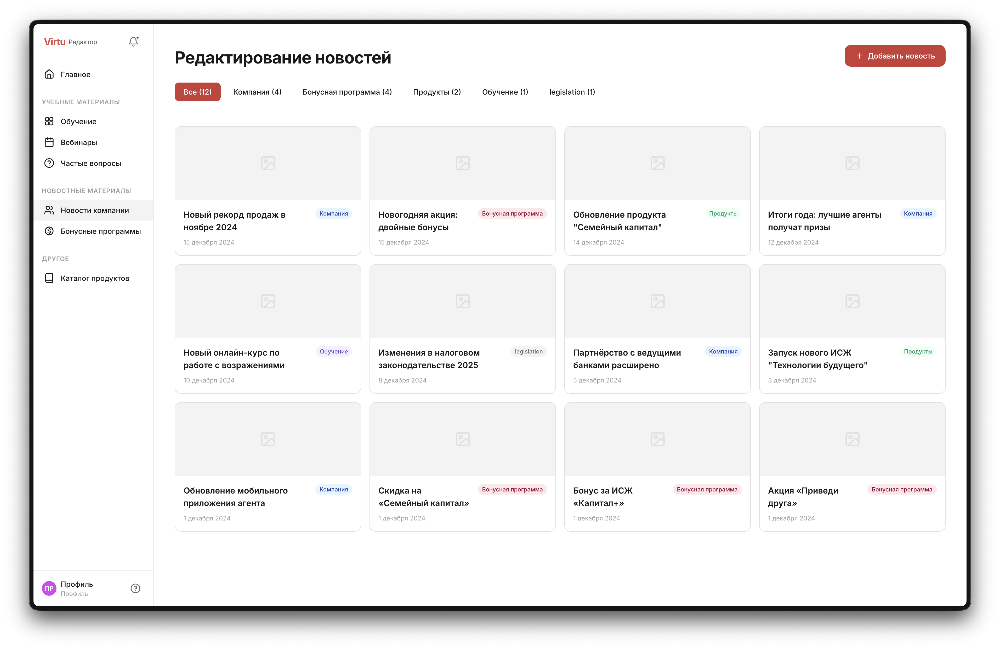 Virtu Редактор
Главное
УЧЕБНЫЕ МАТЕРИАЛЫ
Обучение
Вебинары
Частые вопросы
НОВОСТНЫЕ МАТЕРИАЛЫ
Новости компании
Бонусные программы
ДРУГОЕ
Каталог продуктов
ПР
Профиль
Профиль
Редактирование новостей
Добавить новость
Все (12)
Компания (4)
Бонусная программа (4)
Продукты (2)
Обучение (1)
legislation (1)
Новый рекорд продаж в
ноябре 2024
Компания
15 декабря 2024
Новогодняя акция:
двойные бонусы
Бонусная программа
15 декабря 2024
Обновление продукта
"Семейный капитал"
Продукты
14 декабря 2024
Итоги года: лучшие агенты
получат призы
Компания
12 декабря 2024
Новый онлайн-курс по
работе с возражениями
Обучение
10 декабря 2024
Изменения в налоговом
законодательстве 2025
legislation
8 декабря 2024
Партнёрство с ведущими
банками расширено
Компания
5 декабря 2024
Запуск нового ИСЖ
"Технологии будущего"
Продукты
3 декабря 2024
Обновление мобильного
приложения агента
Компания
1 декабря 2024
Скидка на
«Семейный капитал»
Бонусная программа
1 декабря 2024
Бонус за ИСЖ
«Капитал+»
Бонусная программа
1 декабря 2024
Акция «Приведи
друга»
Бонусная программа
1 декабря 2024